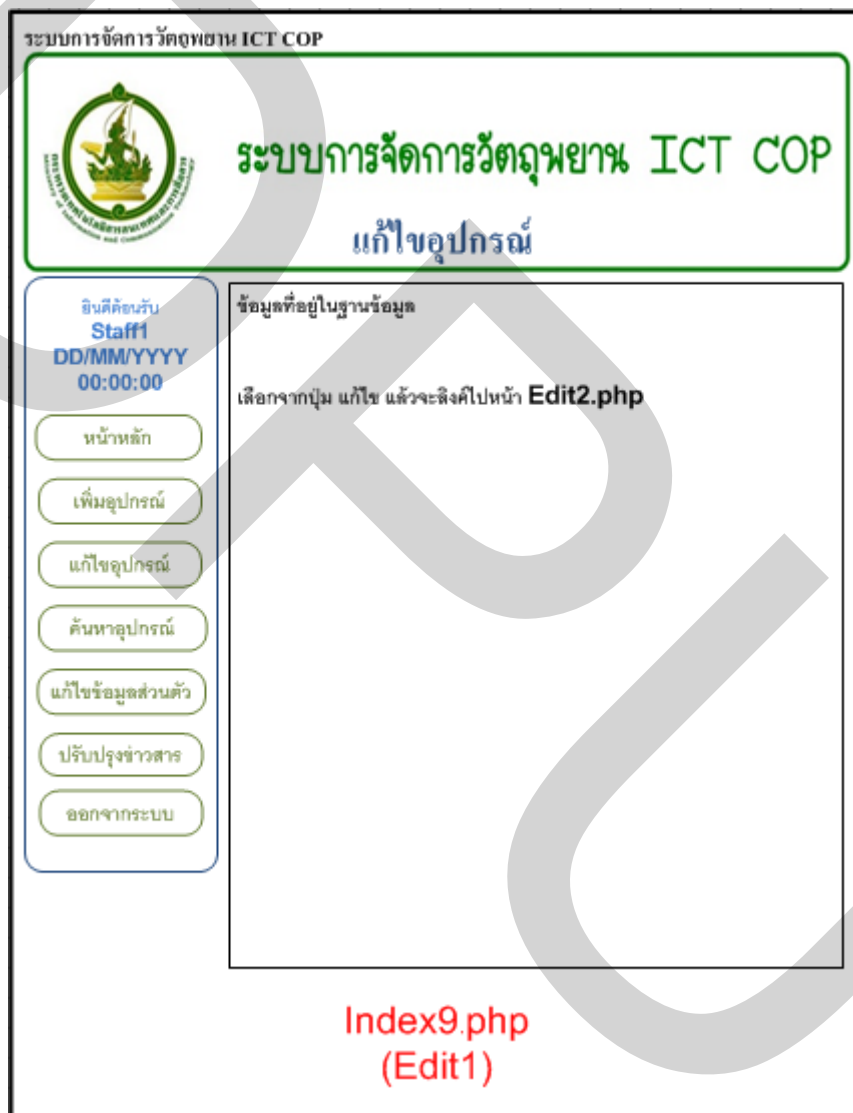 ระบบการจัดการวัตถุพยาน ICT COP
ระบบการจัดการวัตถุพยาน ICT COP
แก้ไขอุปกรณ์
ยินดีต้อนรับ
Staff1
DD/MM/YYYY
00:00:00
หน้าหลัก
เพิ่มอุปกรณ์
แก้ไขอุปกรณ์
ค้นหาอุปกรณ์
แก้ไขข้อมูลส่วนตัว
ปรับปรุงข่าวสาร
ออกจากระบบ
ข้อมูลที่อยู่ในฐานข้อมูล
เลือกจากปุ่ม แก้ไข แล้วจะลิงค์ไปหน้า Edit2.php
Index9.php
(Edit1)